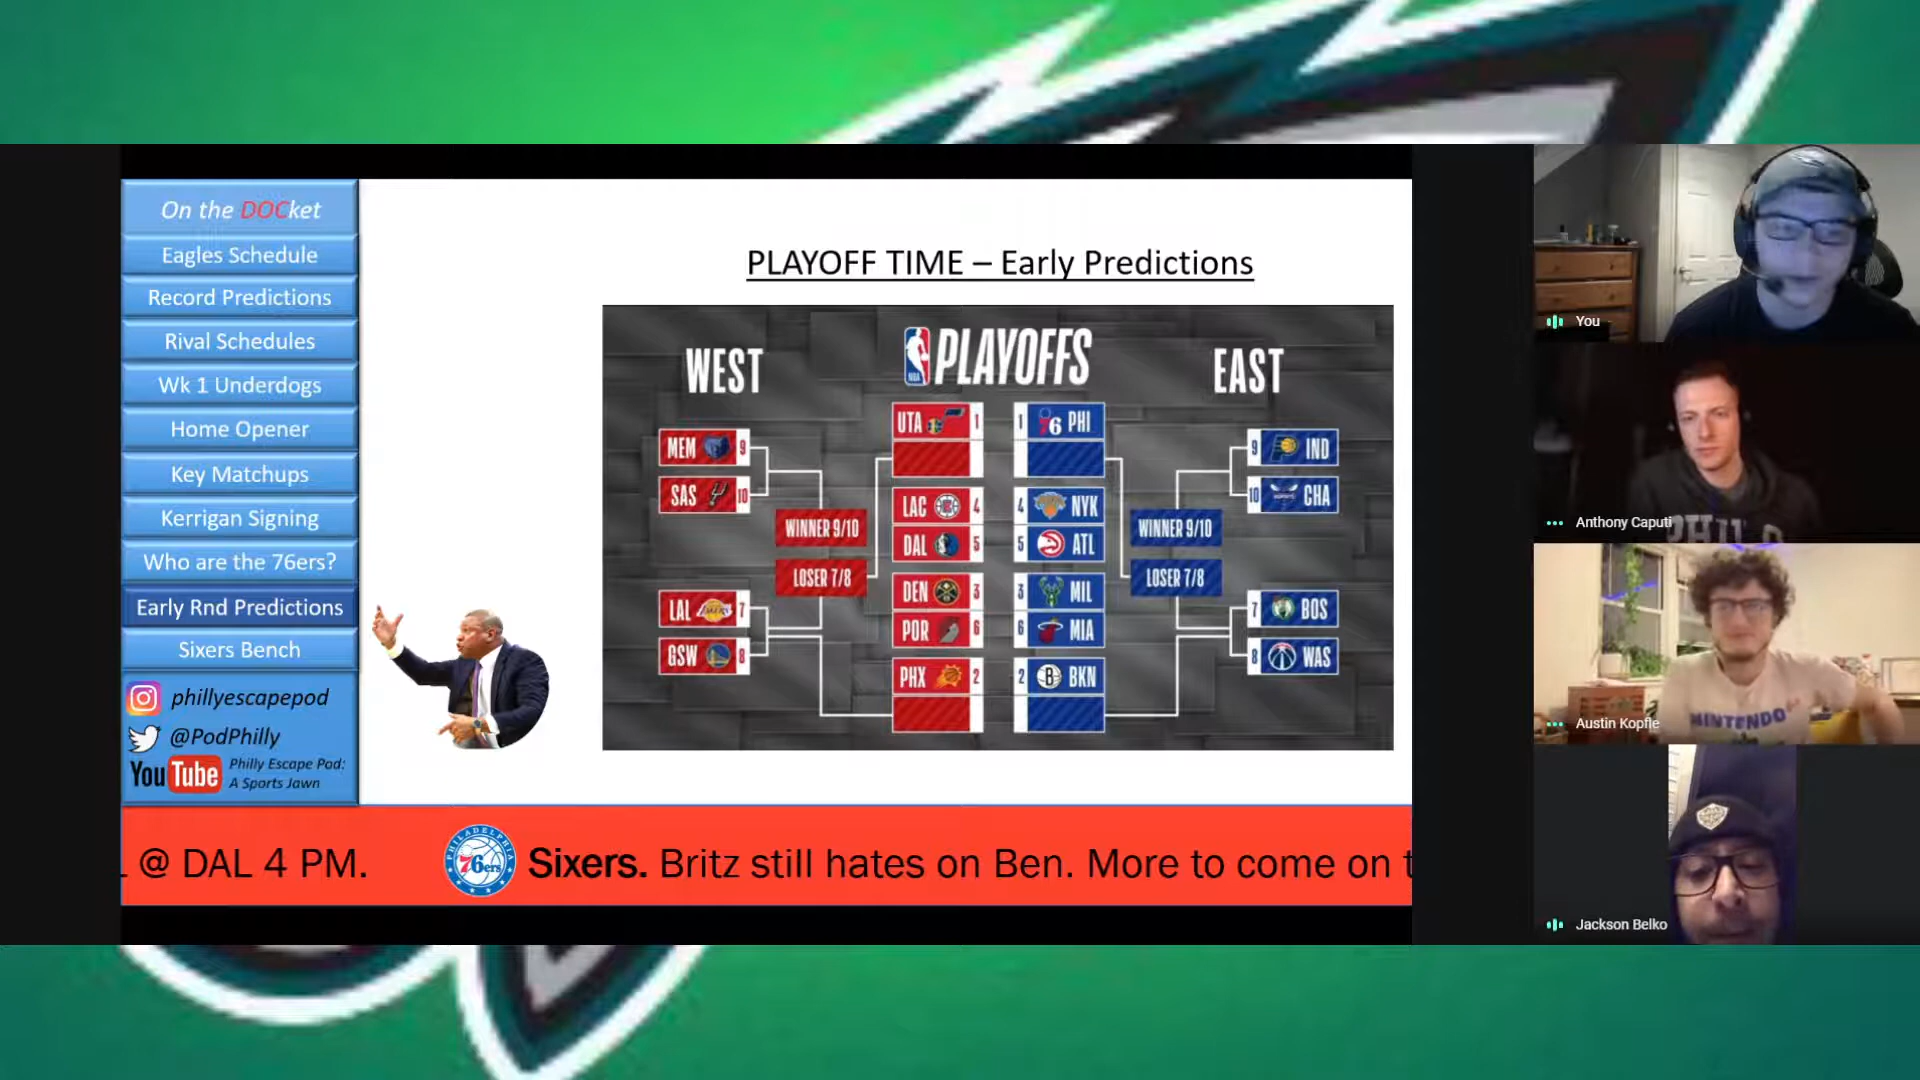 On the DOCket
Eagles Schedule
Record Predictions
Rival Schedules
Wk 1 Underdogs
Home Opener
Key Matchups
Kerrigan Signing
Who are the 76ers?
Early Rnd Predictions
Sixers Bench
phillyescapepod
@PodPhilly
YouTube
Philly Escape Pod:
A Sports Jawn
PLAYOFF TIME – Early Predictions
NBA
PLAYOFFS
WEST
EAST
MEM 9
SAS 10
WINNER 9/10
LOSER 7/8
LAL 7
GSW 8
UTA 1
LAC 4
DAL 5
DEN 3
POR 6
PHX 2
1 76 PHI
4 NYK
5 ATL
3 MIL
6 MIA
2 B BKN
9 IND
10 CHA
WINNER 9/10
LOSER 7/8
7 BOS
8 WAS
@ DAL 4 PM.
PHILADELPHIA
76ers
Sixers. Britz still hates on Ben. More to come on t
You
Anthony Caputi
PHILA
Austin Kopfle
NINTENDO
Jackson Belko